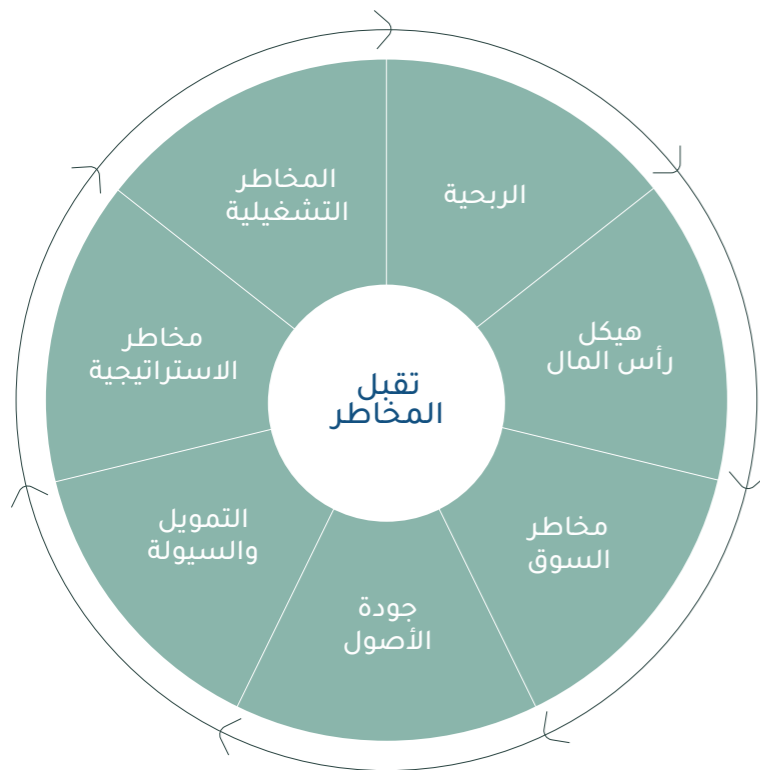 الربحية
هيكل
رأس المال
مخاطر
السوق
جودة
الأصول
التمويل
والسيولة
مخاطر
الاستراتيجية
المخاطر
التشغيلية
تقبل
المخاطر